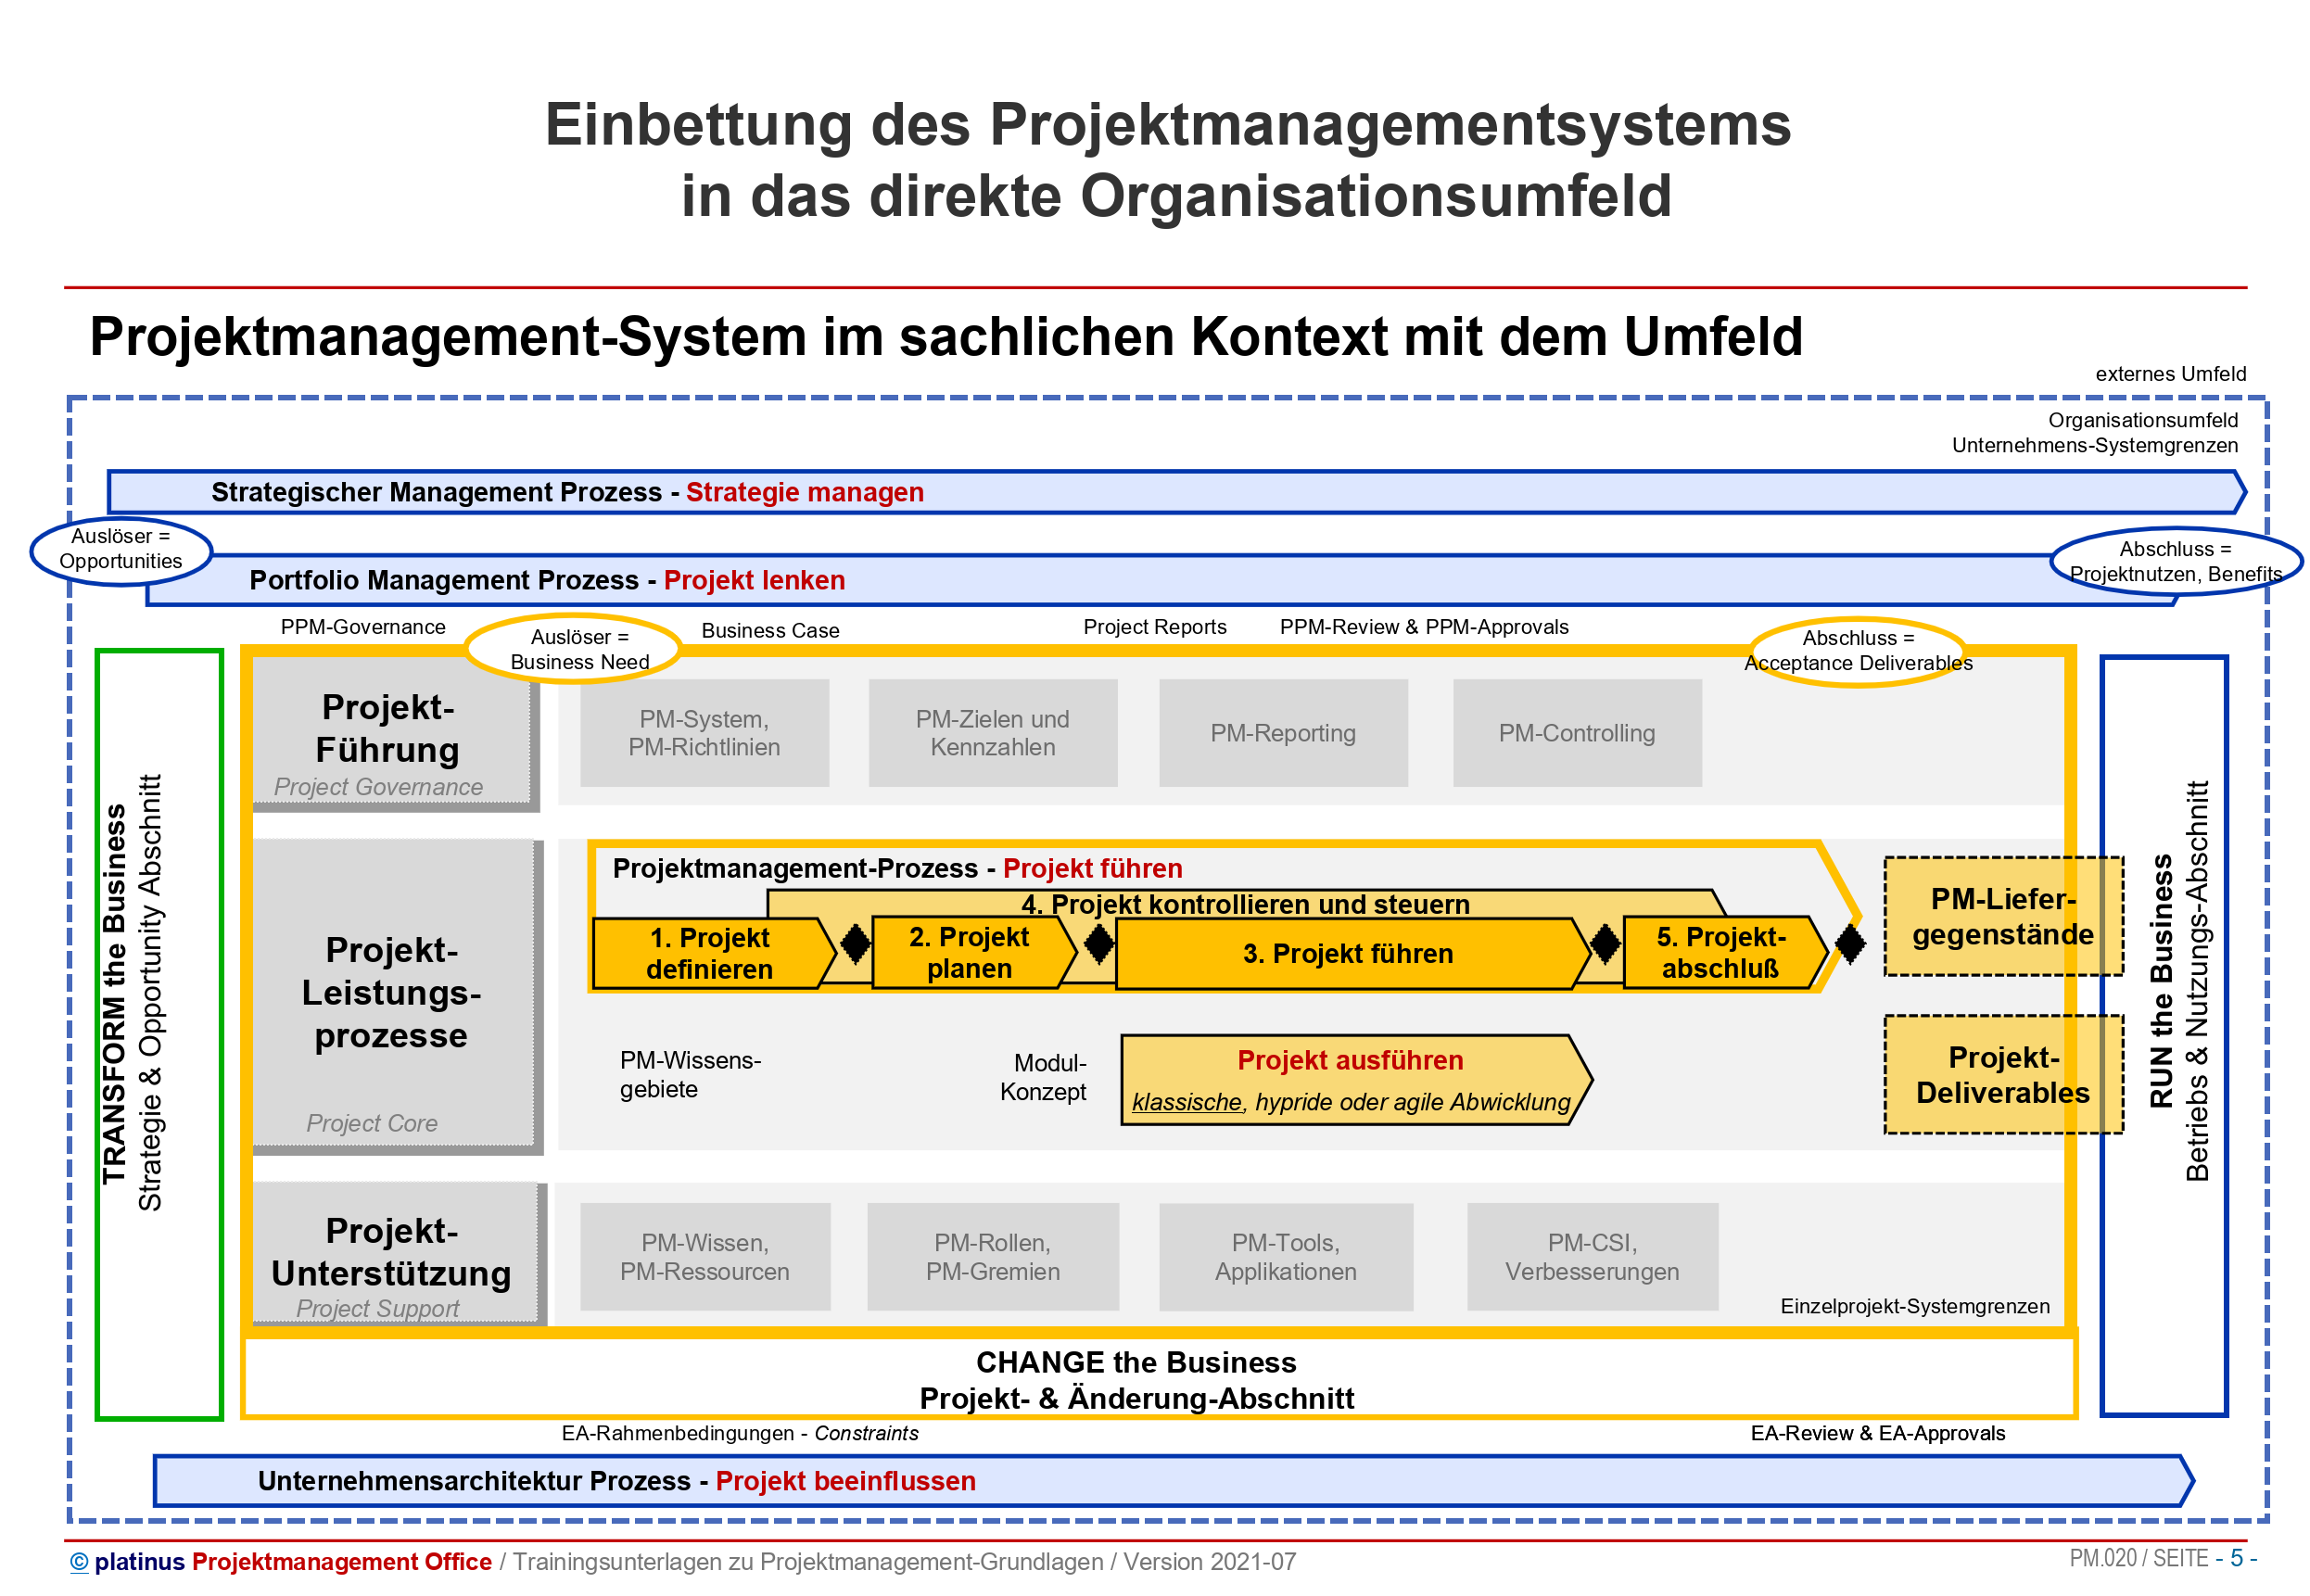 Einbettung des Projektmanagementsystems
in das direkte Organisationsumfeld
Projektmanagement-System im sachlichen Kontext mit dem Umfeld
externes Umfeld
Organisationsumfeld
Unternehmens-Systemgrenzen
Strategischer Management Prozess - Strategie managen
Auslöser =
Opportunities
Abschluss =
Projektnutzen, Benefits
Portfolio Management Prozess - Projekt lenken
PPM-Governance
Auslöser =
Business Need
Business Case
Project Reports
PPM-Review & PPM-Approvals
Abschluss =
Acceptance Deliverables
TRANSFORM the Business
Strategie & Opportunity Abschnitt
Projekt-
Führung
Project Governance
PM-System,
PM-Richtlinien
PM-Zielen und
Kennzahlen
PM-Reporting
PM-Controlling
Projekt-
Leistungs-
prozesse
Project Core
Projektmanagement-Prozess - Projekt führen
4. Projekt kontrollieren und steuern
1. Projekt
definieren
2. Projekt
planen
3. Projekt führen
5. Projekt-
abschluß
PM-Liefer-
gegenstände
PM-Wissens-
gebiete
Modul-
Konzept
Projekt ausführen
klassische, hypride oder agile Abwicklung
Projekt-
Deliverables
RUN the Business
Betriebs & Nutzungs-Abschnitt
Projekt-
Unterstützung
Project Support
PM-Wissen,
PM-Ressourcen
PM-Rollen,
PM-Gremien
PM-Tools,
Applikationen
PM-CSI,
Verbesserungen
Einzelprojekt-Systemgrenzen
CHANGE the Business
Projekt- & Änderung-Abschnitt
EA-Rahmenbedingungen - Constraints
EA-Review & EA-Approvals
Unternehmensarchitektur Prozess - Projekt beeinflussen
© platinus Projektmanagement Office / Trainingsunterlagen zu Projektmanagement-Grundlagen / Version 2021-07
PM.020 / SEITE - 5 -